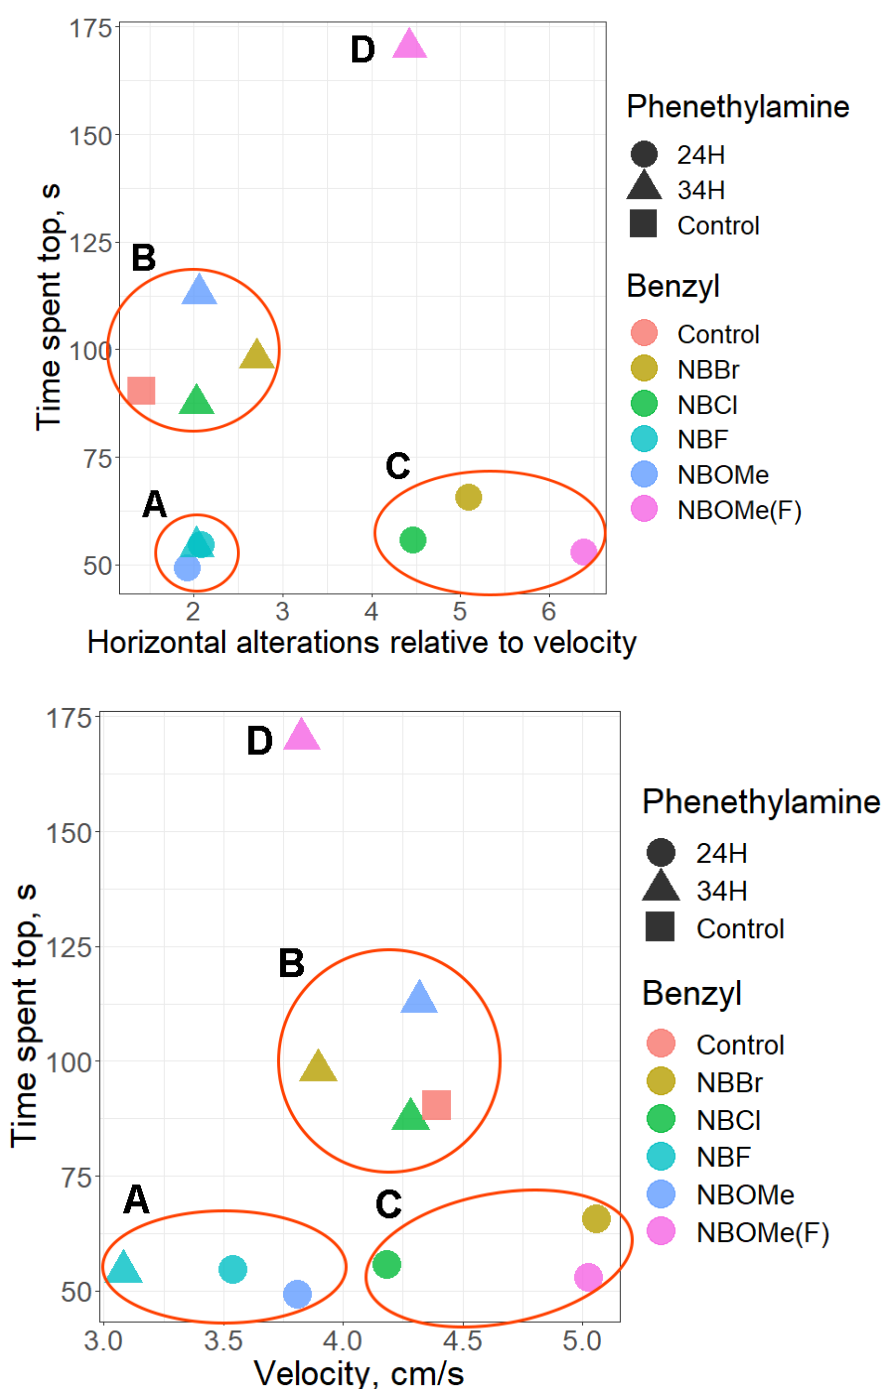 175
150
125
100
75
50
Time spent top, s
D
B
C
A
2 3 4 5 6
Horizontal alterations relative to velocity
Phenethylamine
24H
34H
Control
Benzyl
Control
NBBr
NBCl
NBF
NBOMe
NBOMe(F)
175
150
125
100
75
50
Time spent top, s
D
B
A
C
3.0 3.5 4.0 4.5 5.0
Velocity, cm/s
Phenethylamine
24H
34H
Control
Benzyl
Control
NBBr
NBCl
NBF
NBOMe
NBOMe(F)